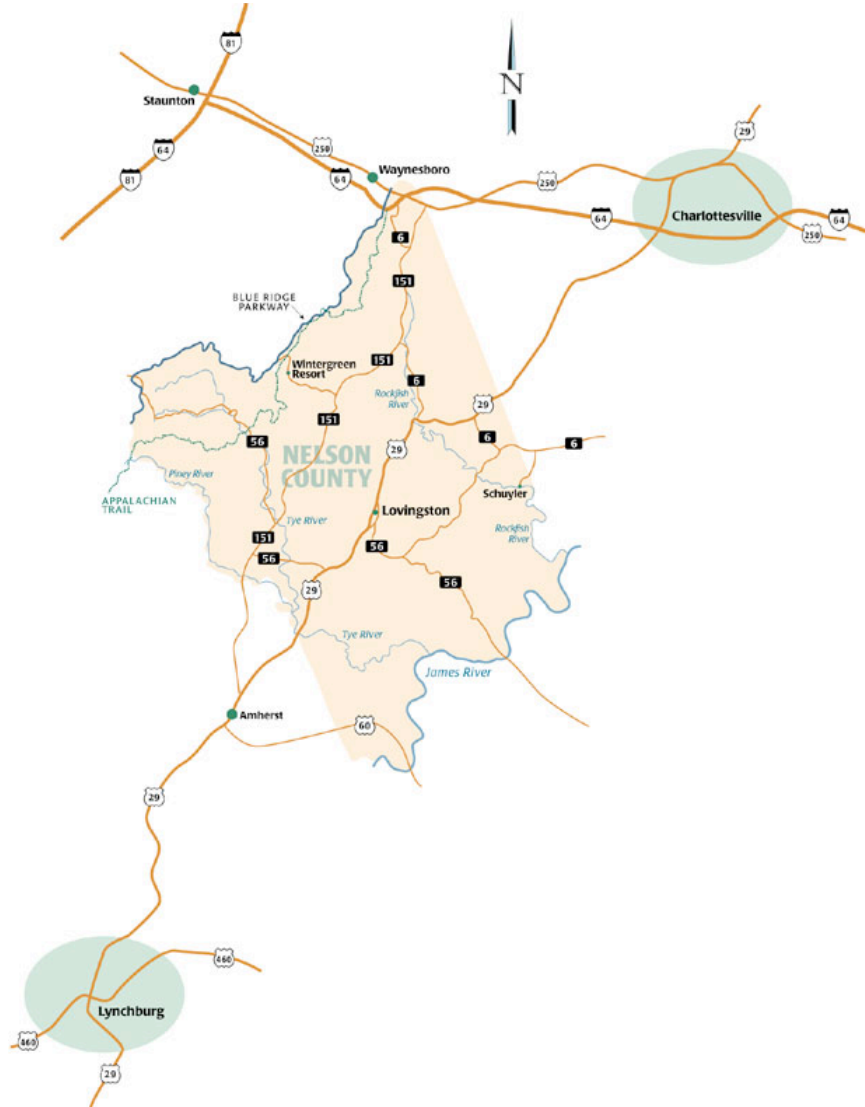 81
N
Staunton
29
250
Waynesboro
64
81
64
64
250
Charlottesville
64
64
250
6
151
BLUE RIDGE
PARKWAY
Wintergreen
Resort
151
6
Rockfish
River
29
151
56
29
6
6
NELSON
COUNTY
Piney River
APPALACHIAN
TRAIL
Schuyler
Lovingston
Tye River
Rockfish
River
151
56
56
29
56
Tye River
James River
Amherst
60
29
460
Lynchburg
460
29